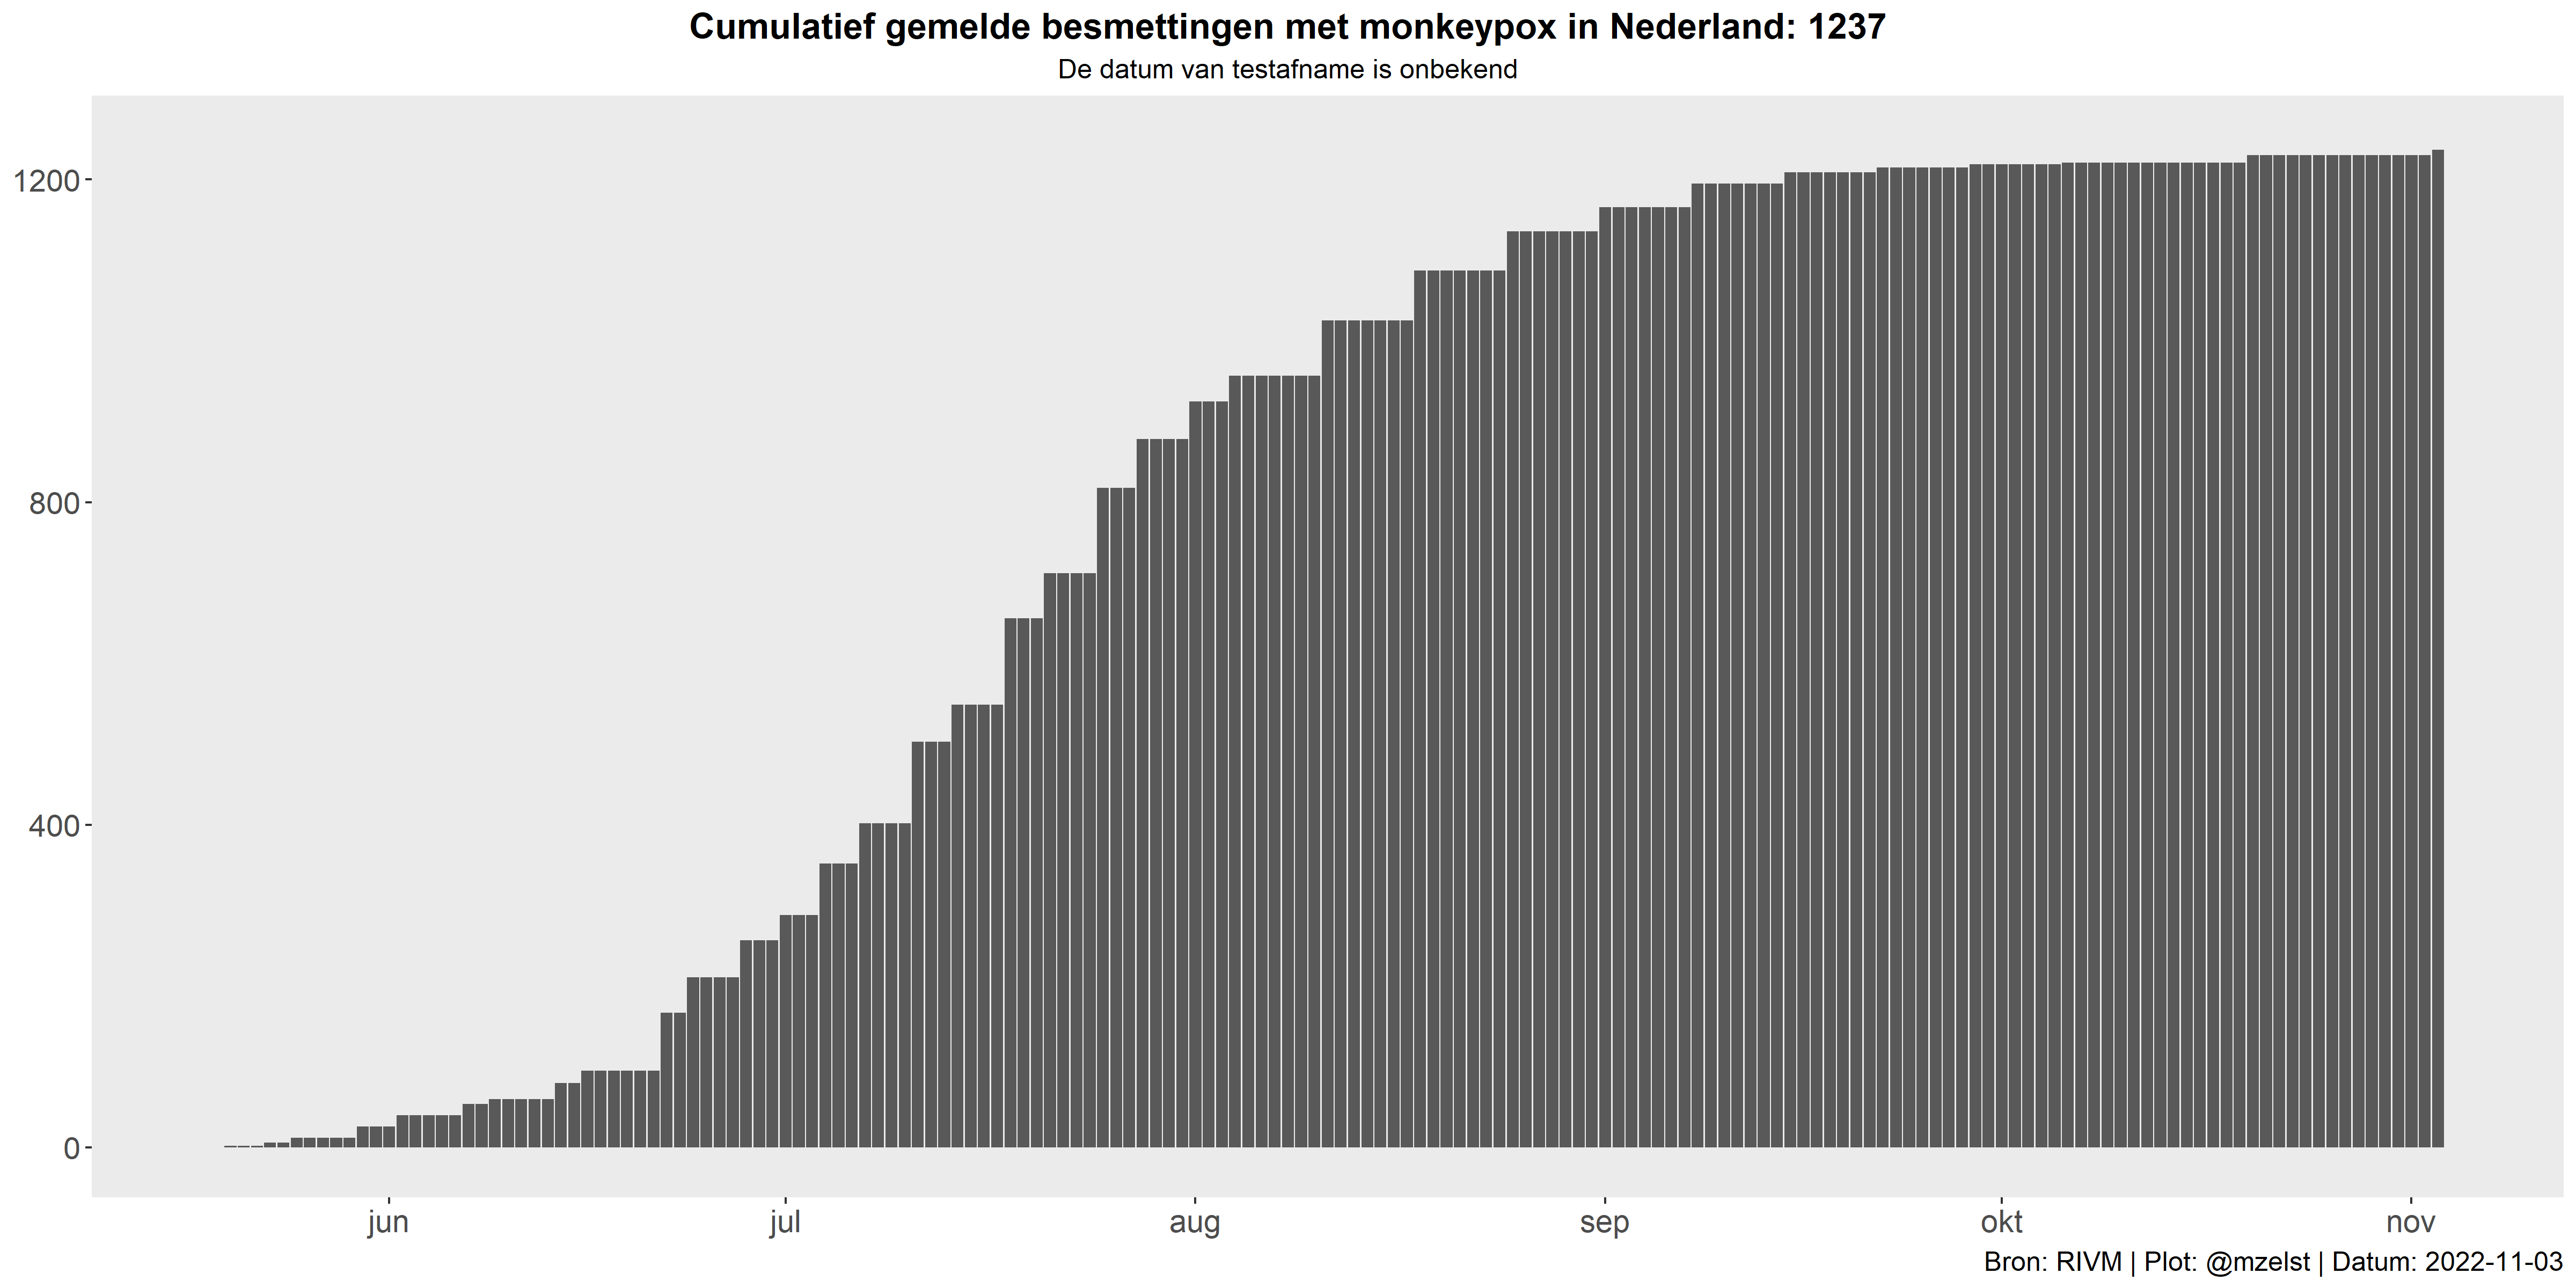 Cumulatief gemelde besmettingen met monkeypox in Nederland: 1237
De datum van testafname is onbekend
1200
800
400
0
jun jul aug sep okt nov
Bron: RIVM | Plot: @mzelst | Datum: 2022-11-03